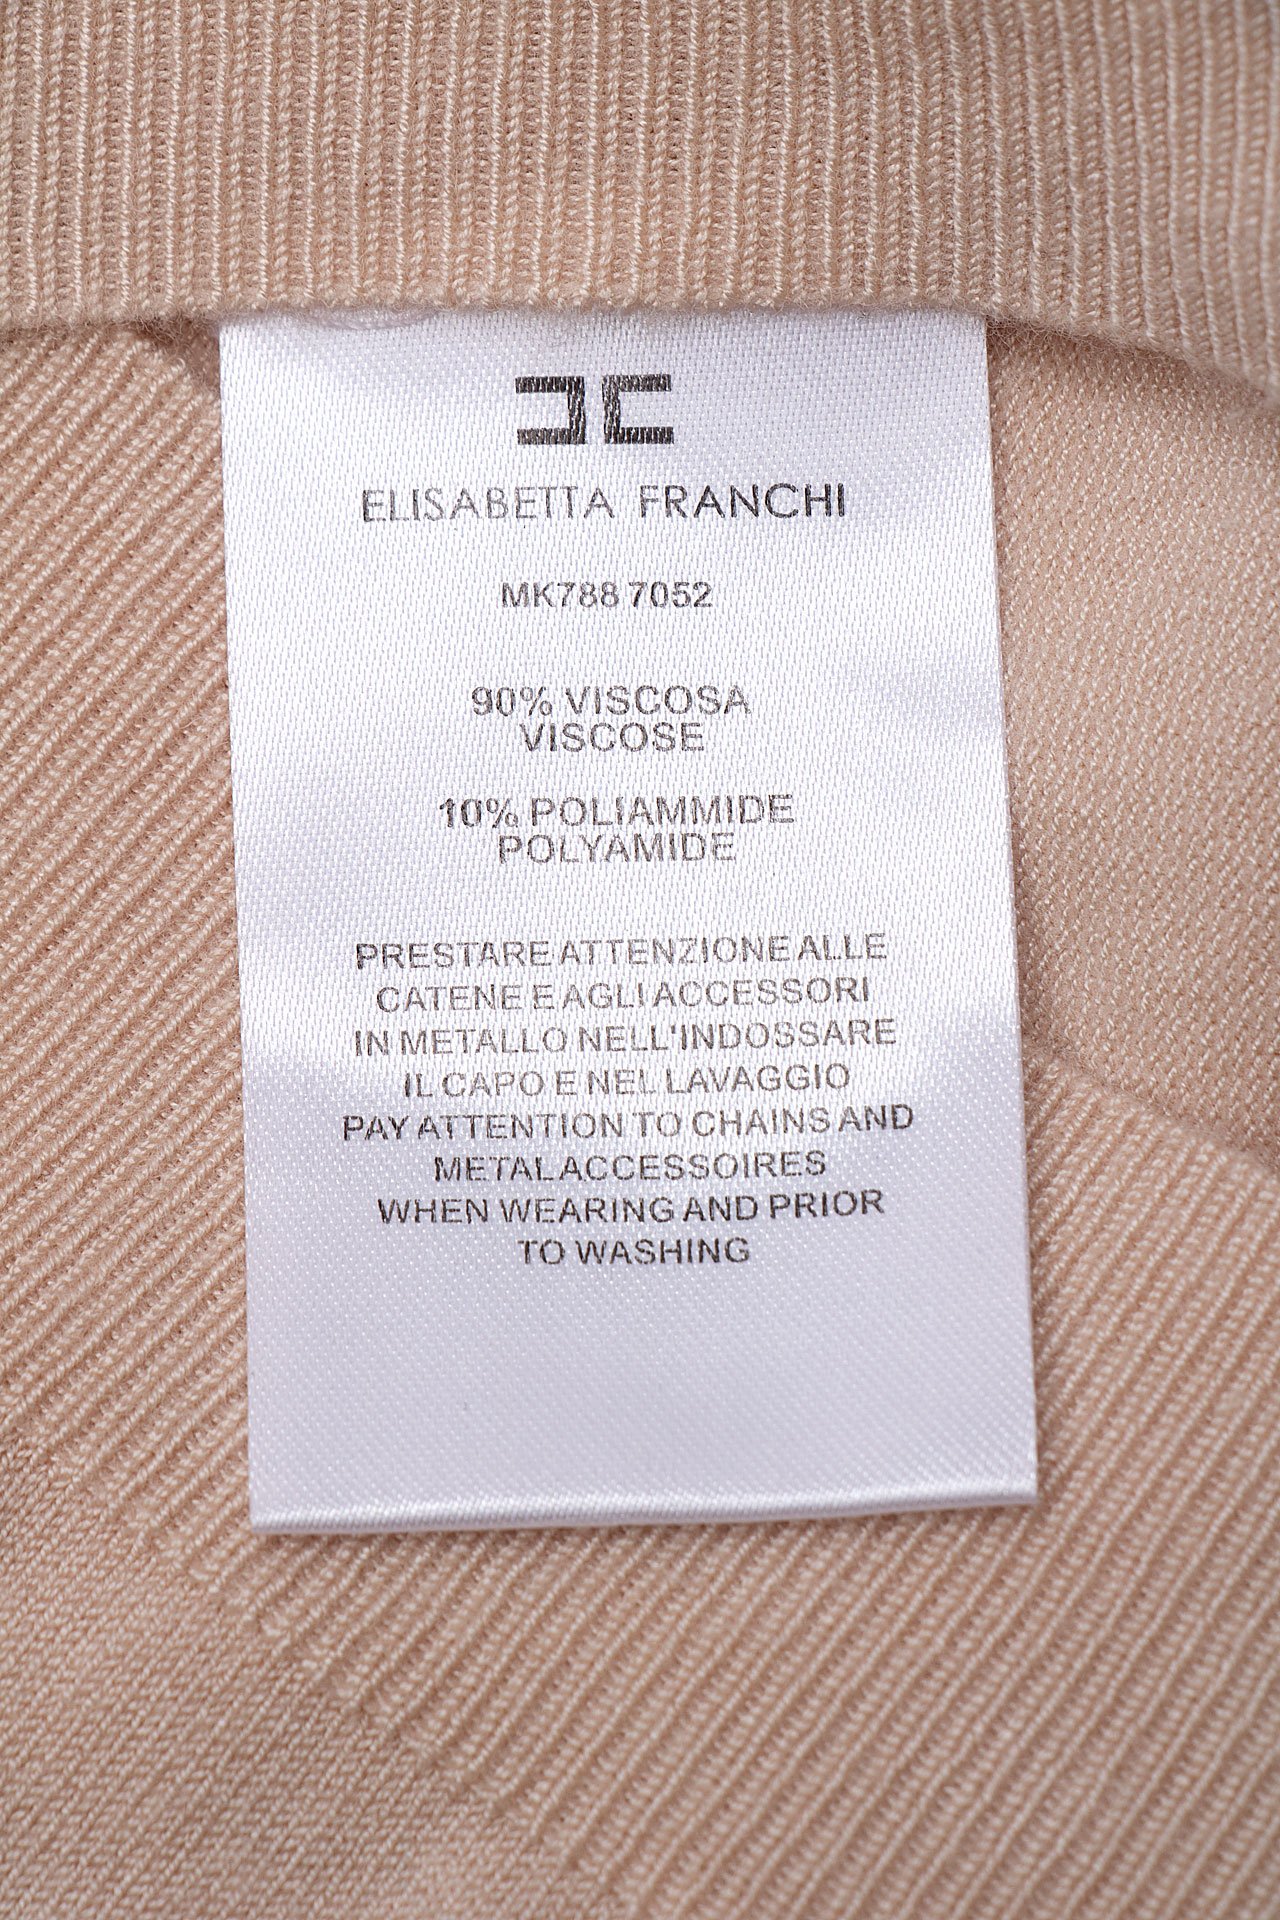 ELISABETTA FRANCHI
MK788 7052
90% VISCOSA
VISCOSE
10% POLIAMMIDE
POLYAMIDE
PRESTARE ATTENZIONE ALLE
CATENE E AGLI ACCESSORI
IN METALLO NELL'INDOSSARE
IL CAPO E NEL LAVAGGIO
PAY ATTENTION TO CHAINS AND
METAL ACCESSOIRES
WHEN WEARING AND PRIOR
TO WASHING